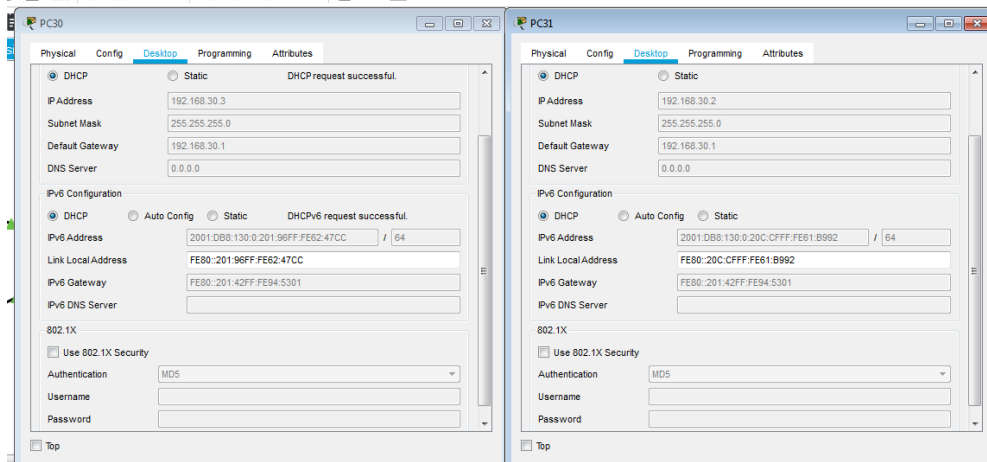 PC30
Physical Config Desktop Programming Attributes
DHCP Static DHCP request successful.
IP Address 192.168.30.3
Subnet Mask 255.255.255.0
Default Gateway 192.168.30.1
DNS Server 0.0.0.0
IPv6 Configuration
DHCP Auto Config Static DHCPv6 request successful.
IPv6 Address 2001:DB8:130:0:201:96FF:FE62:47CC / 64
Link Local Address FE80::201:96FF:FE62:47CC
IPv6 Gateway FE80::201:42FF:FE94:5301
IPv6 DNS Server
802.1X
Use 802.1X Security
Authentication MD5
Username
Password
Top
PC31
Physical Config Desktop Programming Attributes
DHCP Static
IP Address 192.168.30.2
Subnet Mask 255.255.255.0
Default Gateway 192.168.30.1
DNS Server 0.0.0.0
IPv6 Configuration
DHCP Auto Config Static
IPv6 Address 2001:DB8:130:0:20C:CFFF:FE61:B992 / 64
Link Local Address FE80::20C:CFFF:FE61:B992
IPv6 Gateway FE80::201:42FF:FE94:5301
IPv6 DNS Server
802.1X
Use 802.1X Security
Authentication MD5
Username
Password
Top